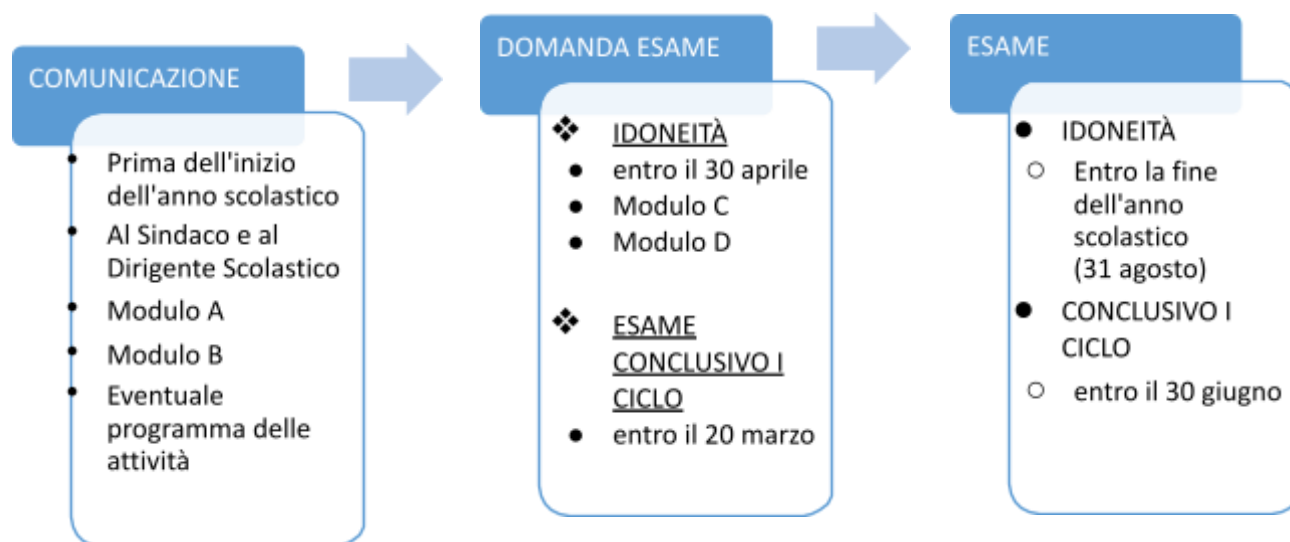 COMUNICAZIONE
• Prima dell'inizio
dell'anno scolastico
• Al Sindaco e al
Dirigente Scolastico
• Modulo A
• Modulo B
• Eventuale
programma delle
attività
DOMANDA ESAME
❖ IDONEITÀ
● entro il 30 aprile
● Modulo C
● Modulo D
❖ ESAME
CONCLUSIVO I
CICLO
● entro il 20 marzo
ESAME
● IDONEITÀ
○ Entro la fine
dell'anno
scolastico
(31 agosto)
● CONCLUSIVO I
CICLO
○ entro il 30 giugno